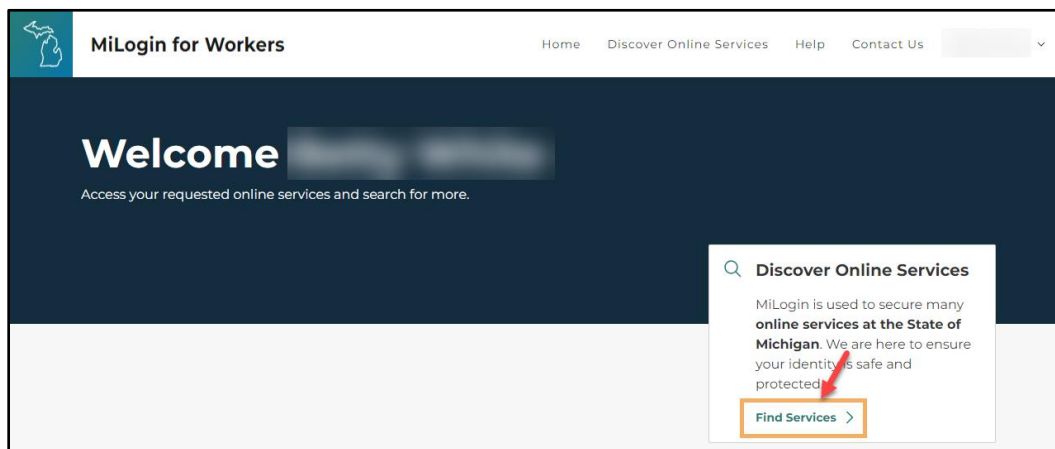 MiLogin for Workers
Home Discover Online Services Help Contact Us
Welcome
Access your requested online services and search for more.
Discover Online Services
MiLogin is used to secure many
online services at the State of
Michigan. We are here to ensure
your identity is safe and
protected.
Find Services